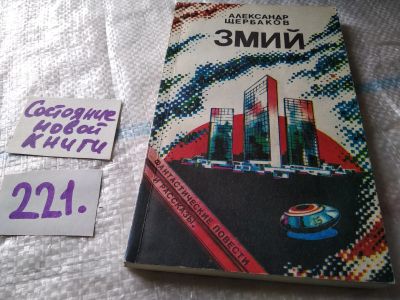 АЛЕКСАНДР
ЩЕРБАКОВ
ЗМИЙ
ФАНТАСТИЧЕСКИЕ ПОВЕСТИ
И РАССКАЗЫ
Состояние
новой
книги
221.